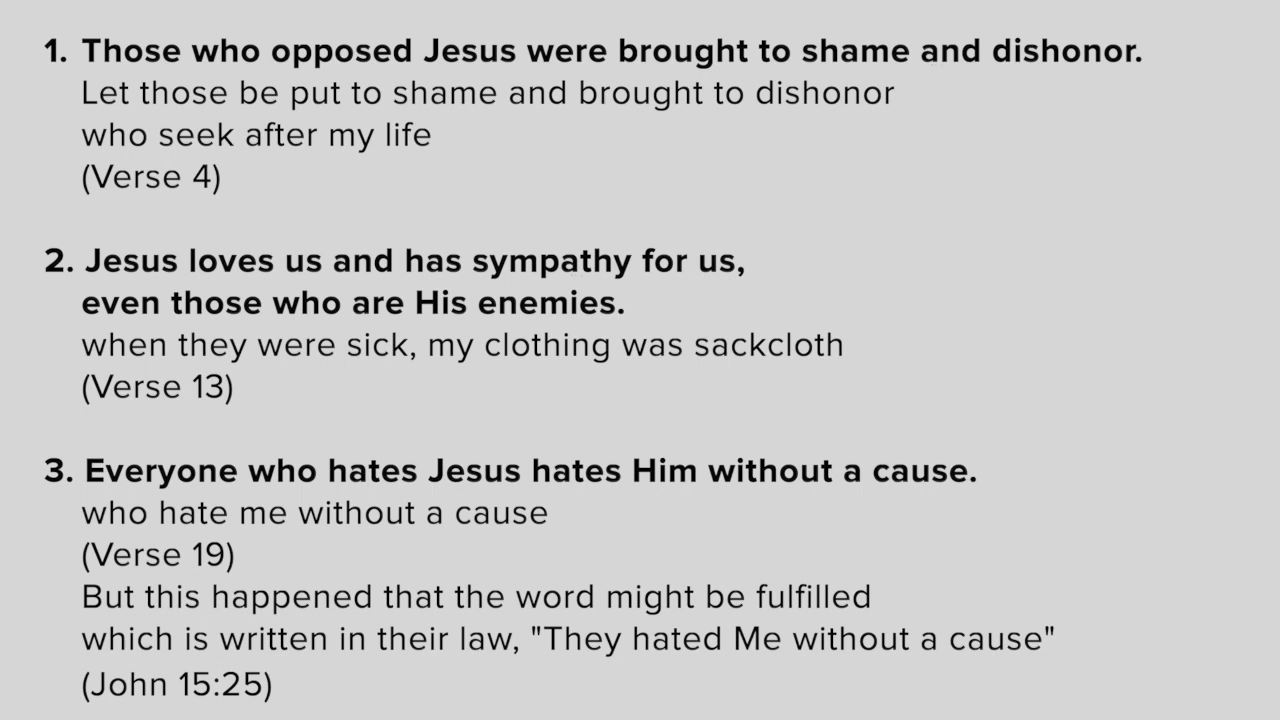 1. Those who opposed Jesus were brought to shame and dishonor.
Let those be put to shame and brought to dishonor
who seek after my life
(Verse 4)
2. Jesus loves us and has sympathy for us,
even those who are His enemies.
when they were sick, my clothing was sackcloth
(Verse 13)
3. Everyone who hates Jesus hates Him without a cause.
who hate me without a cause
(Verse 19)
But this happened that the word might be fulfilled
which is written in their law, "They hated Me without a cause"
(John 15:25)